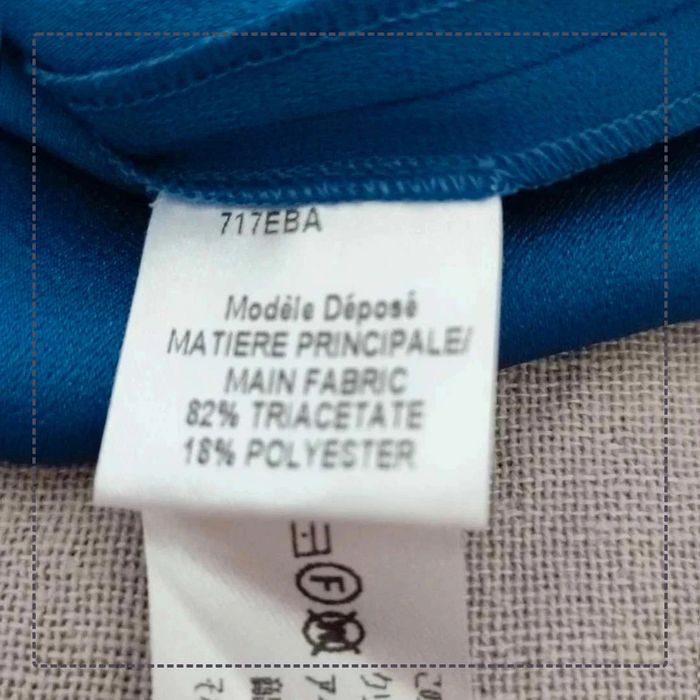 717EBA
Modèle Déposé
MATIERE PRINCIPALE/
MAIN FABRIC
82% TRIACETATE
18% POLYESTER
F
W